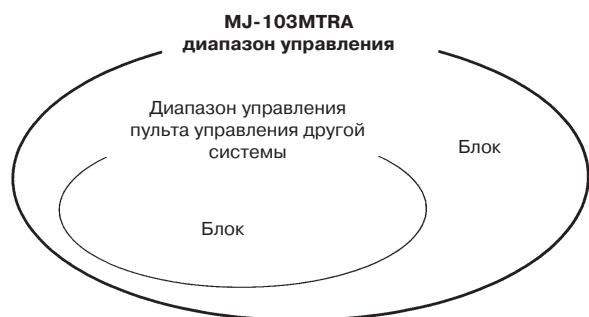 MJ-103MTRA
диапазон управления
Диапазон управления
пульта управления другой
системы
Блок
Блок